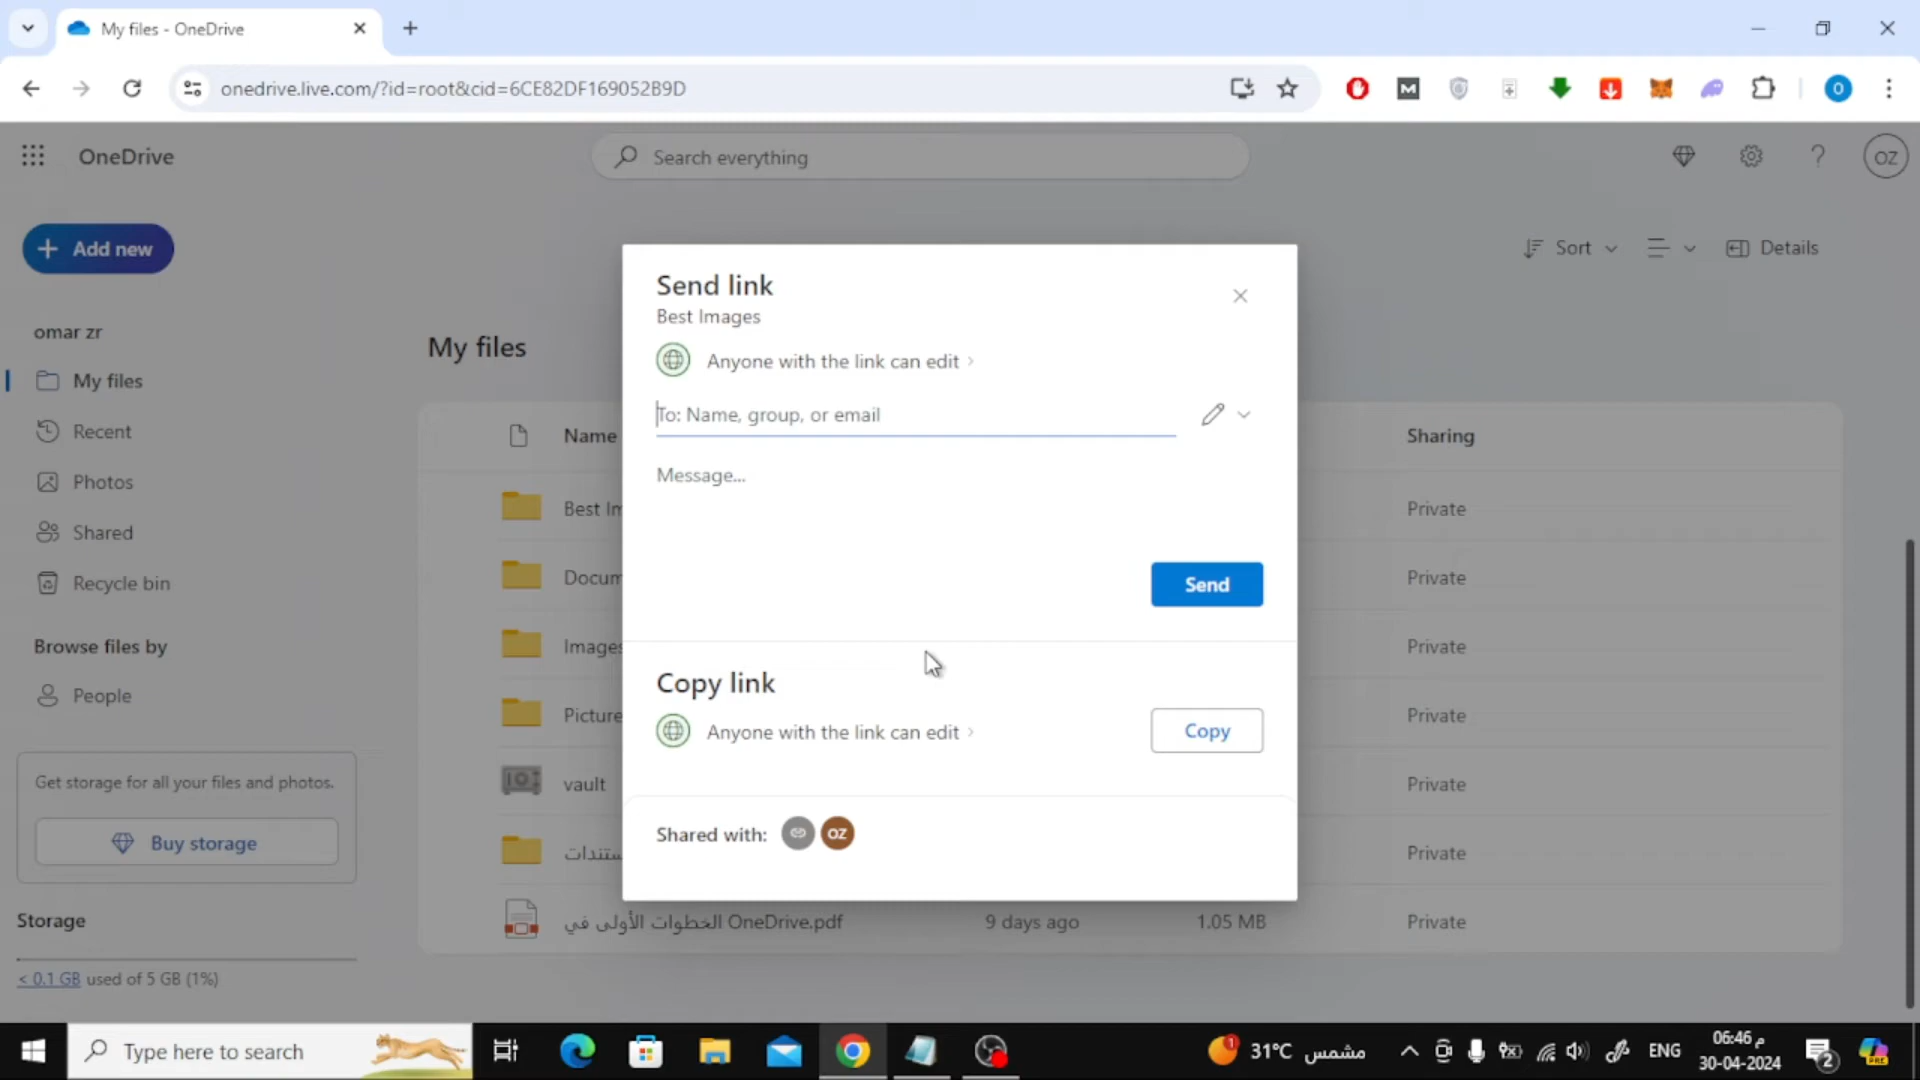 My files - OneDrive
onedrive.live.com/?id=root&cid=6CE82DF169052B9D
OneDrive
Search everything
OZ
Add new
Sort
Details
omar zr
My files
Recent
Photos
Shared
Recycle bin
Browse files by
People
Get storage for all your files and photos.
Buy storage
Storage
< 0.1 GB used of 5 GB (1%)
My files
Name
Sharing
Best Im
Private
Docum
Private
Images
Private
Picture
Private
vault
Private
Private
الخطوات الأولى في OneDrive.pdf
9 days ago
1.05 MB
Private
Send link
Best Images
Anyone with the link can edit
To: Name, group, or email
Message...
Send
Copy link
Anyone with the link can edit
Copy
Shared with:
OZ
Type here to search
1
31°C مشمس
ENG
06:46 م
30-04-2024
2
PRE